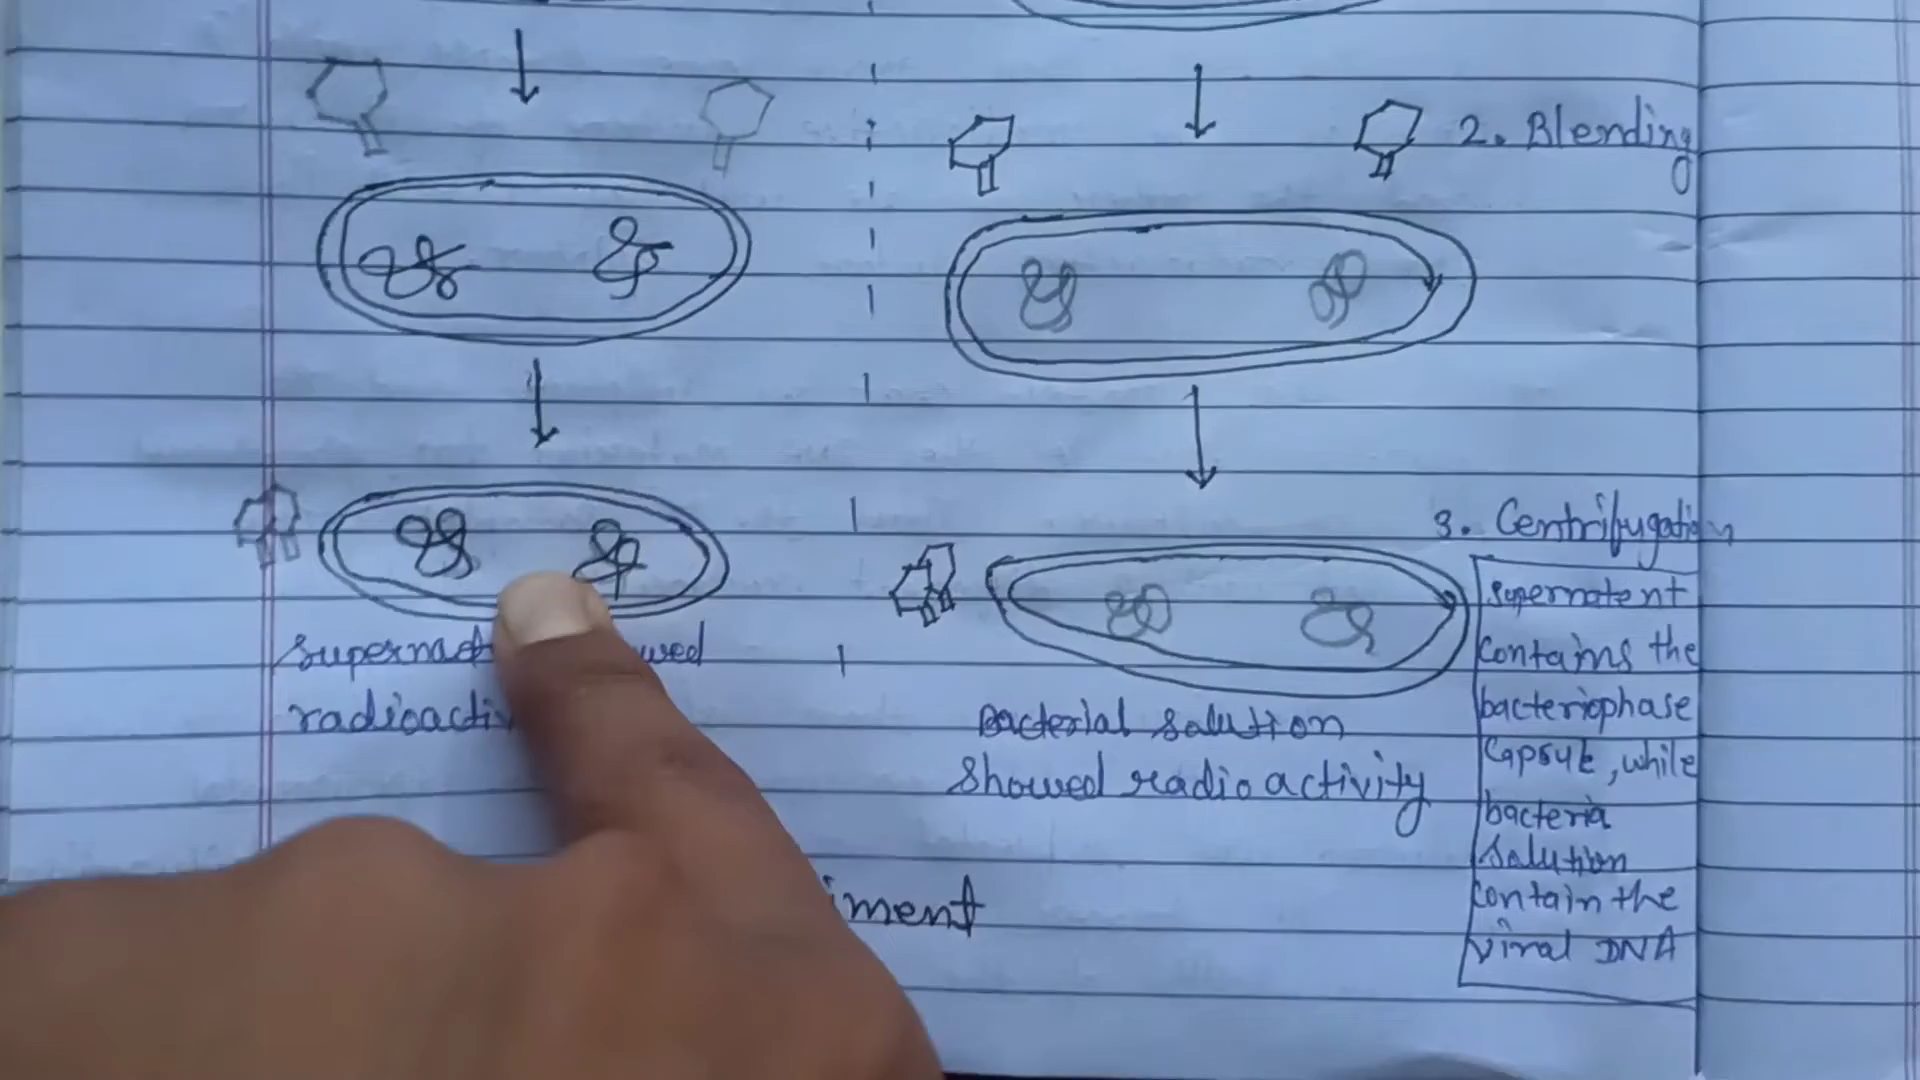 2. Blending
3. Centrifugation
supernatent
contains the
bacteriophase
capsule, while
bacteria
solution
contain the
viral DNA
Bacterial solution
showed radioactivity